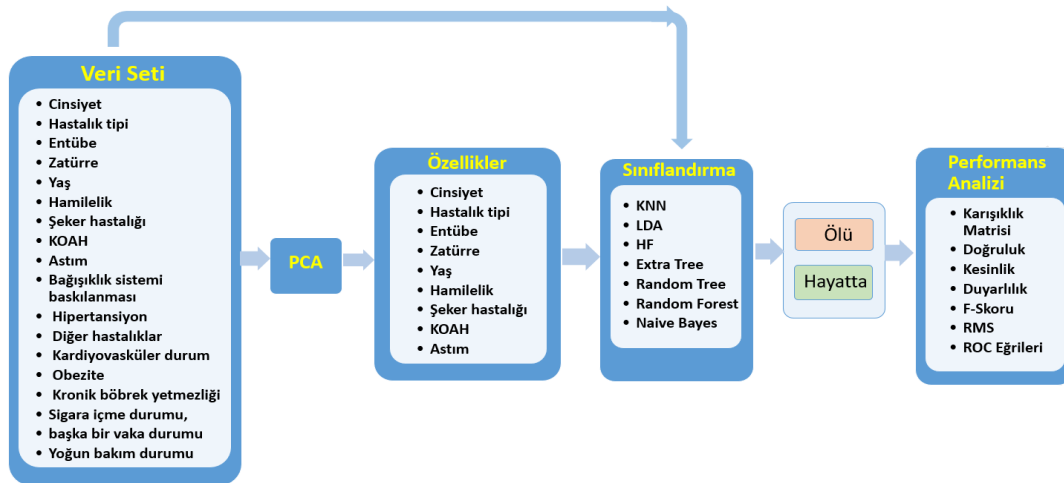 Veri Seti
• Cinsiyet
• Hastalık tipi
• Entübe
• Zatürre
• Yaş
• Hamilelik
• Şeker hastalığı
• KOAH
• Astım
• Bağışıklık sistemi
baskılanması
• Hipertansiyon
• Diğer hastalıklar
• Kardiyovasküler durum
• Obezite
• Kronik böbrek yetmezliği
• Sigara içme durumu,
• başka bir vaka durumu
• Yoğun bakım durumu
PCA
Özellikler
• Cinsiyet
• Hastalık tipi
• Entübe
• Zatürre
• Yaş
• Hamilelik
• Şeker hastalığı
• KOAH
• Astım
Sınıflandırma
• KNN
• LDA
• HF
• Extra Tree
• Random Tree
• Random Forest
• Naive Bayes
Ölü
Hayatta
Performans
Analizi
• Karışıklık
Matrisi
• Doğruluk
• Kesinlik
• Duyarlılık
• F-Skoru
• RMS
• ROC Eğrileri